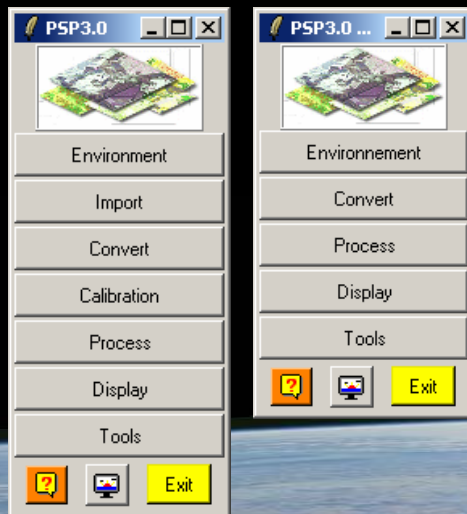 PSP3.0
Environment
Import
Convert
Calibration
Process
Display
Tools
?
Exit
PSP3.0 ...
Environnement
Convert
Process
Display
Tools
?
Exit